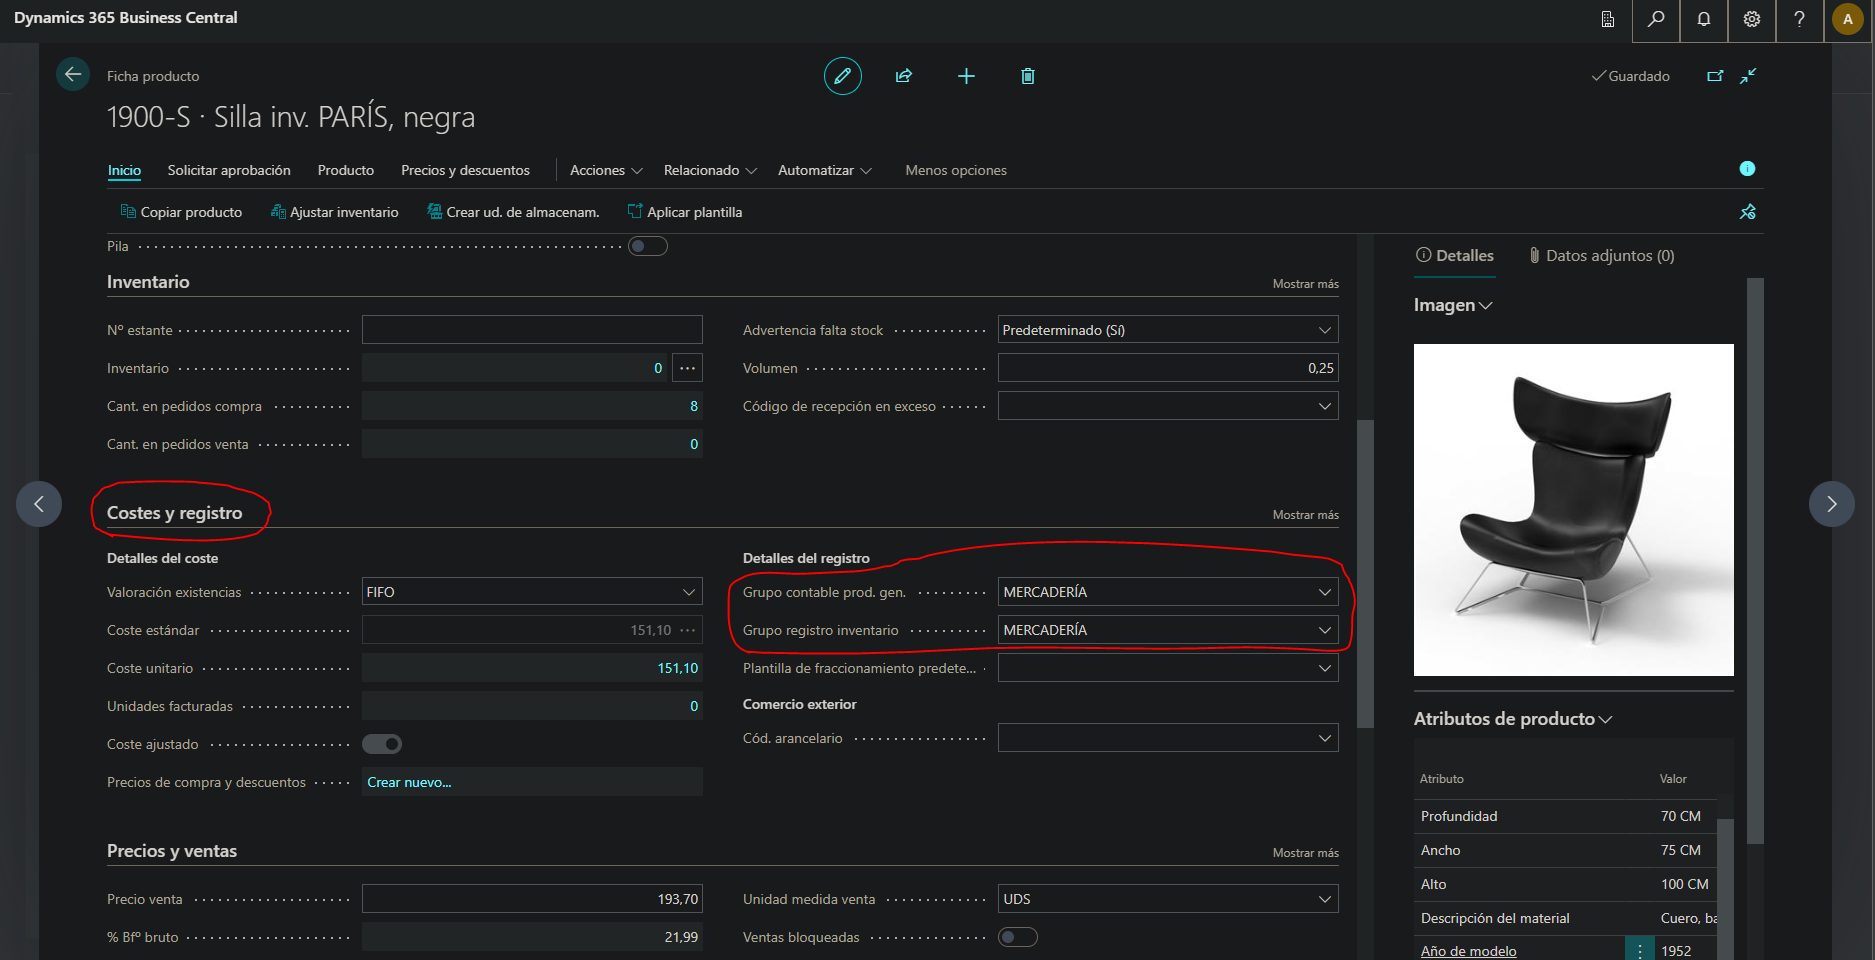 Dynamics 365 Business Central
A
Ficha producto
Guardado
1900-S · Silla inv. PARÍS, negra
Inicio Solicitar aprobación Producto Precios y descuentos Acciones Relacionado Automatizar Menos opciones
Copiar producto Ajustar inventario Crear ud. de almacenam. Aplicar plantilla
Pila
Inventario Mostrar más
Nº estante
Inventario 0
Cant. en pedidos compra 8
Cant. en pedidos venta 0
Advertencia falta stock Predeterminado (Sí)
Volumen 0,25
Código de recepción en exceso
Costes y registro Mostrar más
Detalles del coste
Valoración existencias FIFO
Coste estándar 151,10
Coste unitario 151,10
Unidades facturadas 0
Coste ajustado
Precios de compra y descuentos Crear nuevo...
Detalles del registro
Grupo contable prod. gen. MERCADERÍA
Grupo registro inventario MERCADERÍA
Plantilla de fraccionamiento predete...
Comercio exterior
Cód. arancelario
Precios y ventas Mostrar más
Precio venta 193,70
% Bfº bruto 21,99
Unidad medida venta UDS
Ventas bloqueadas
Detalles Datos adjuntos (0)
Imagen
Atributos de producto
Atributo Valor
Profundidad 70 CM
Ancho 75 CM
Alto 100 CM
Descripción del material Cuero, ba
Año de modelo 1952